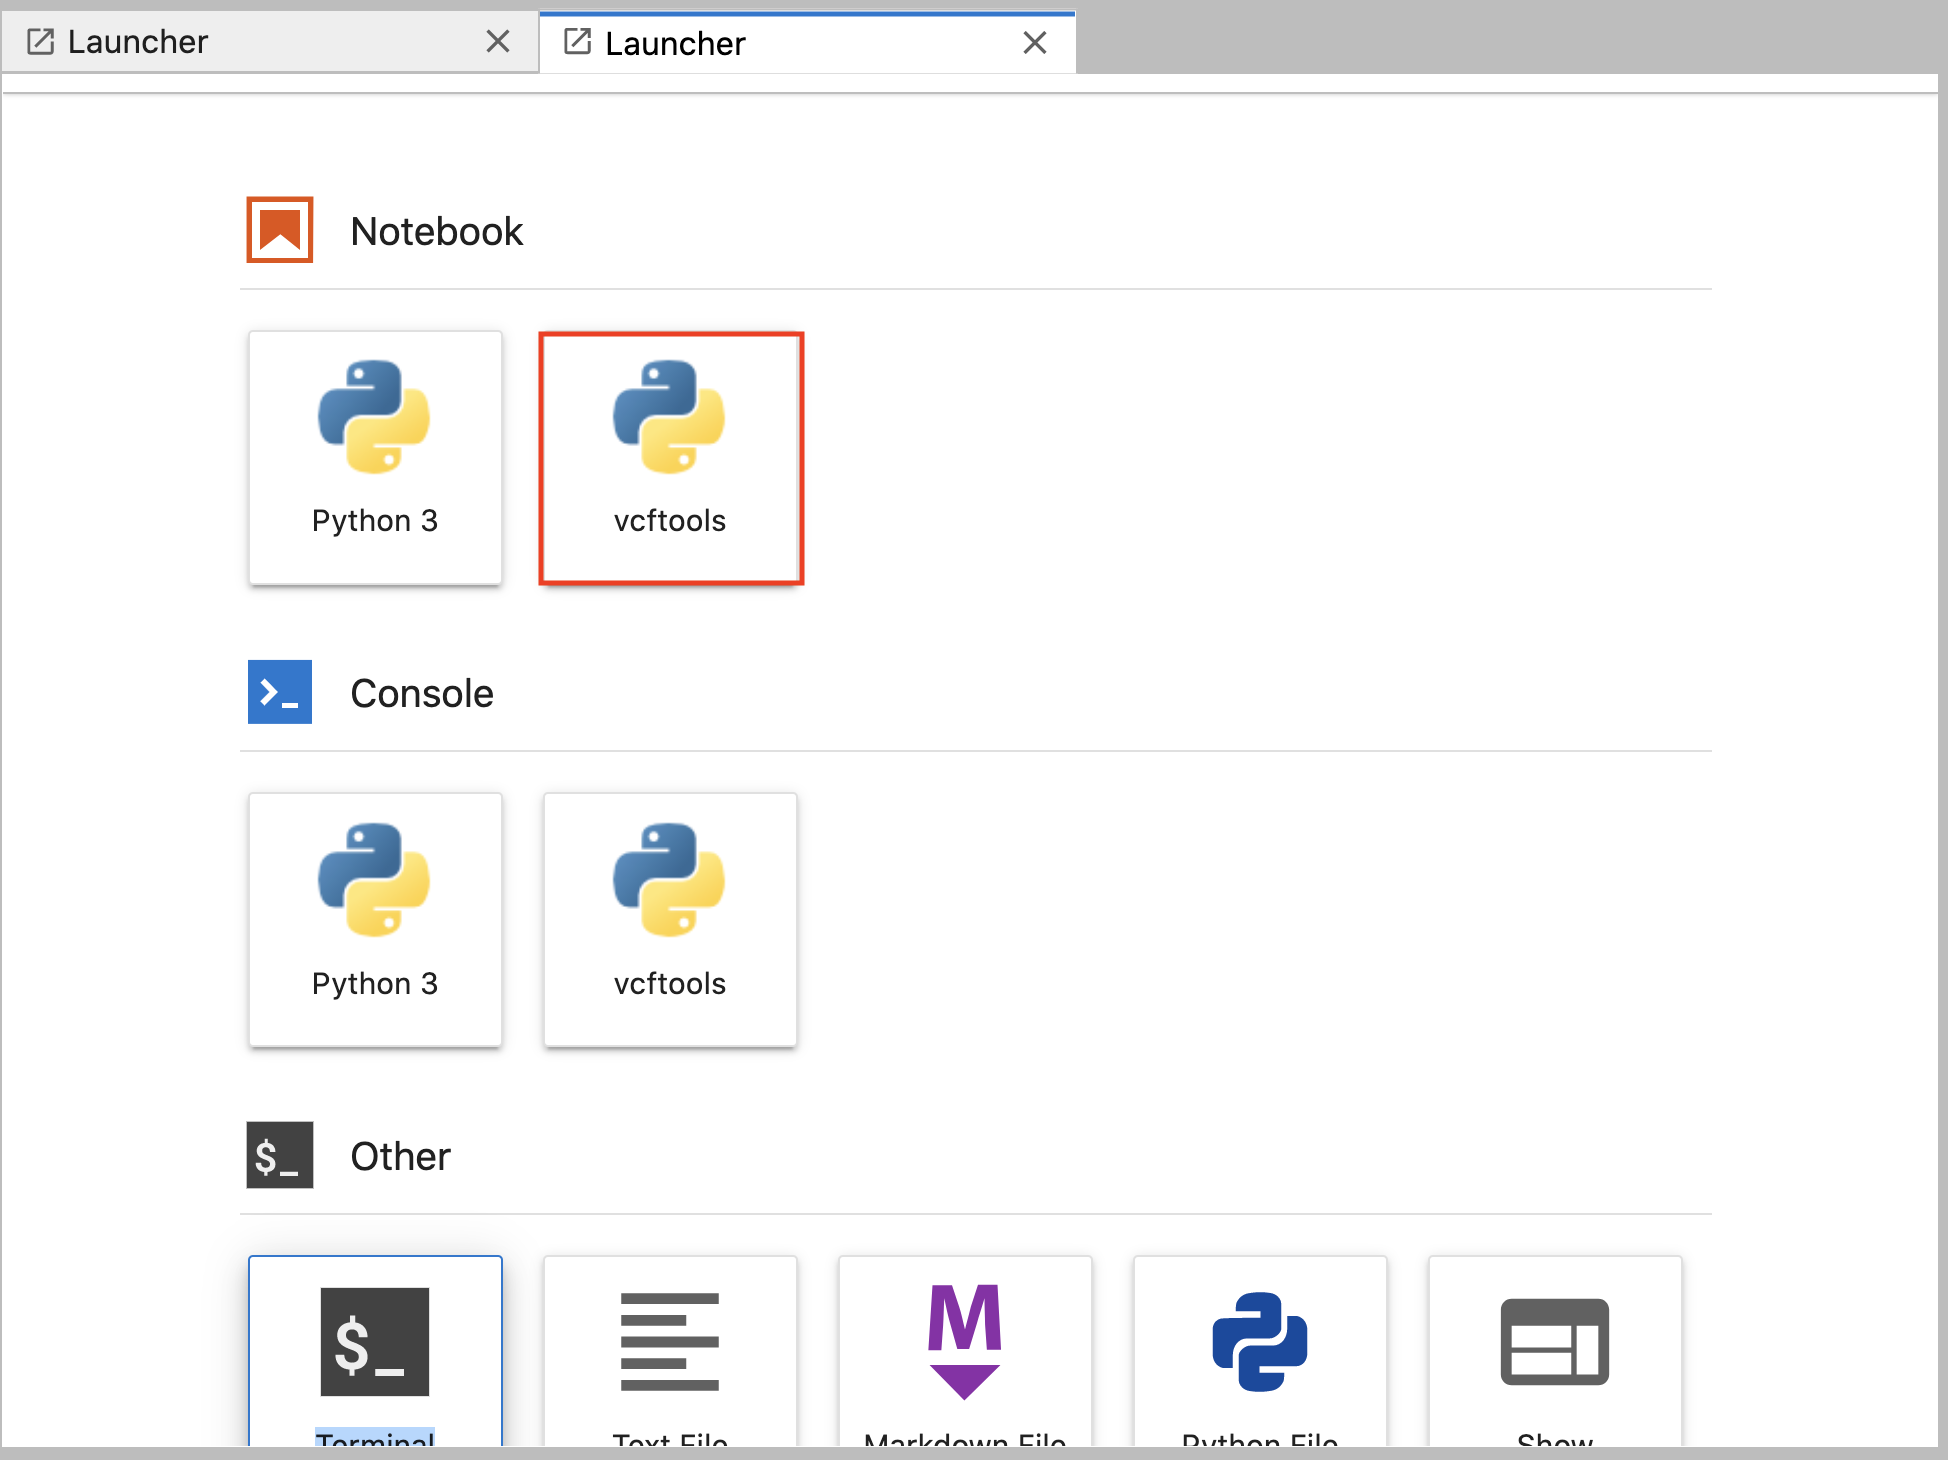 Launcher
Launcher
Notebook
Python 3
vcftools
Console
Python 3
vcftools
$_ Other
$_
M
Terminal
Text File
Markdown File
Python File
Show